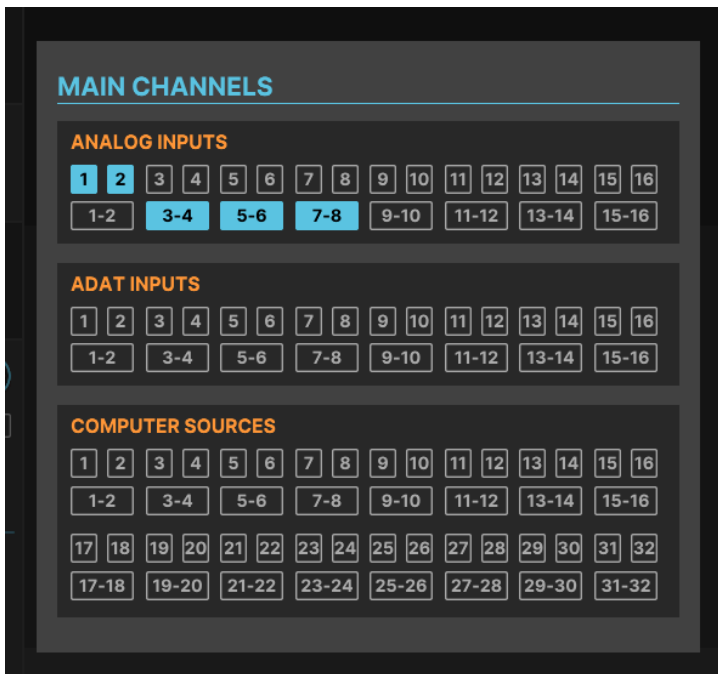 MAIN CHANNELS
ANALOG INPUTS
1 2 3 4 5 6 7 8 9 10 11 12 13 14 15 16
1-2 3-4 5-6 7-8 9-10 11-12 13-14 15-16
ADAT INPUTS
1 2 3 4 5 6 7 8 9 10 11 12 13 14 15 16
1-2 3-4 5-6 7-8 9-10 11-12 13-14 15-16
COMPUTER SOURCES
1 2 3 4 5 6 7 8 9 10 11 12 13 14 15 16
1-2 3-4 5-6 7-8 9-10 11-12 13-14 15-16
17 18 19 20 21 22 23 24 25 26 27 28 29 30 31 32
17-18 19-20 21-22 23-24 25-26 27-28 29-30 31-32